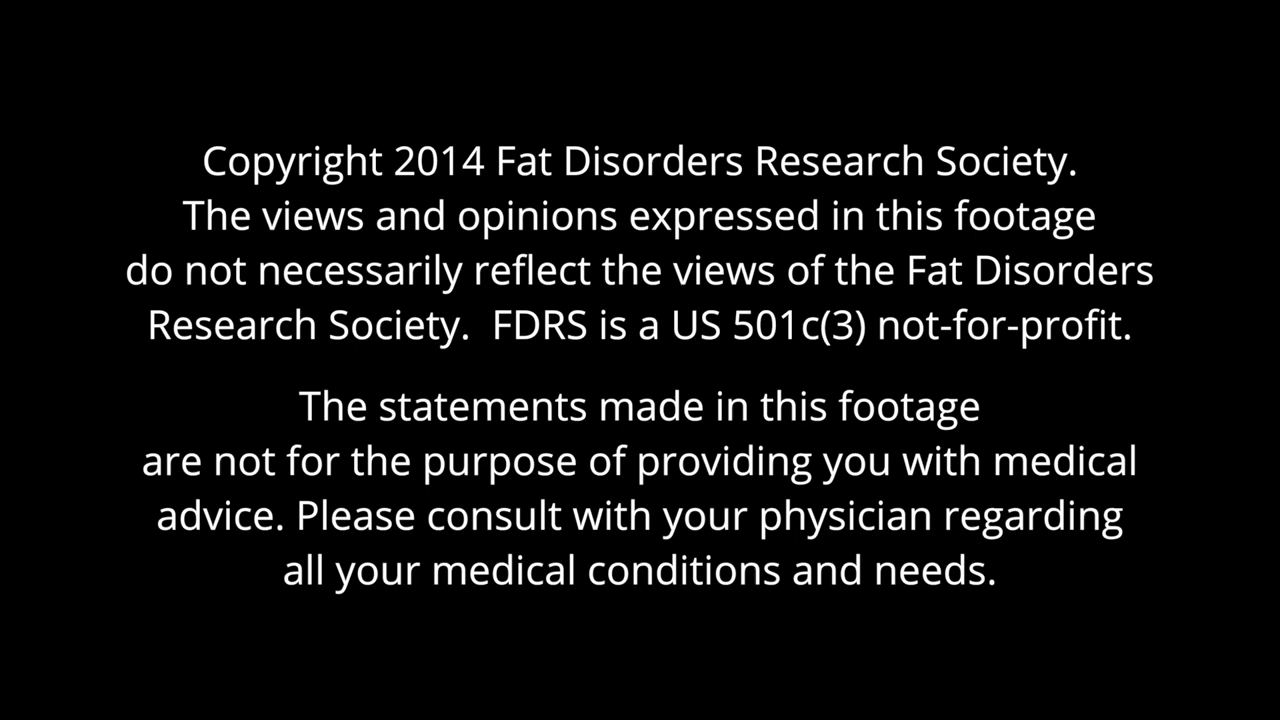 Copyright 2014 Fat Disorders Research Society.
The views and opinions expressed in this footage
do not necessarily reflect the views of the Fat Disorders
Research Society.  FDRS is a US 501c(3) not-for-profit.
The statements made in this footage
are not for the purpose of providing you with medical
advice. Please consult with your physician regarding
all your medical conditions and needs.